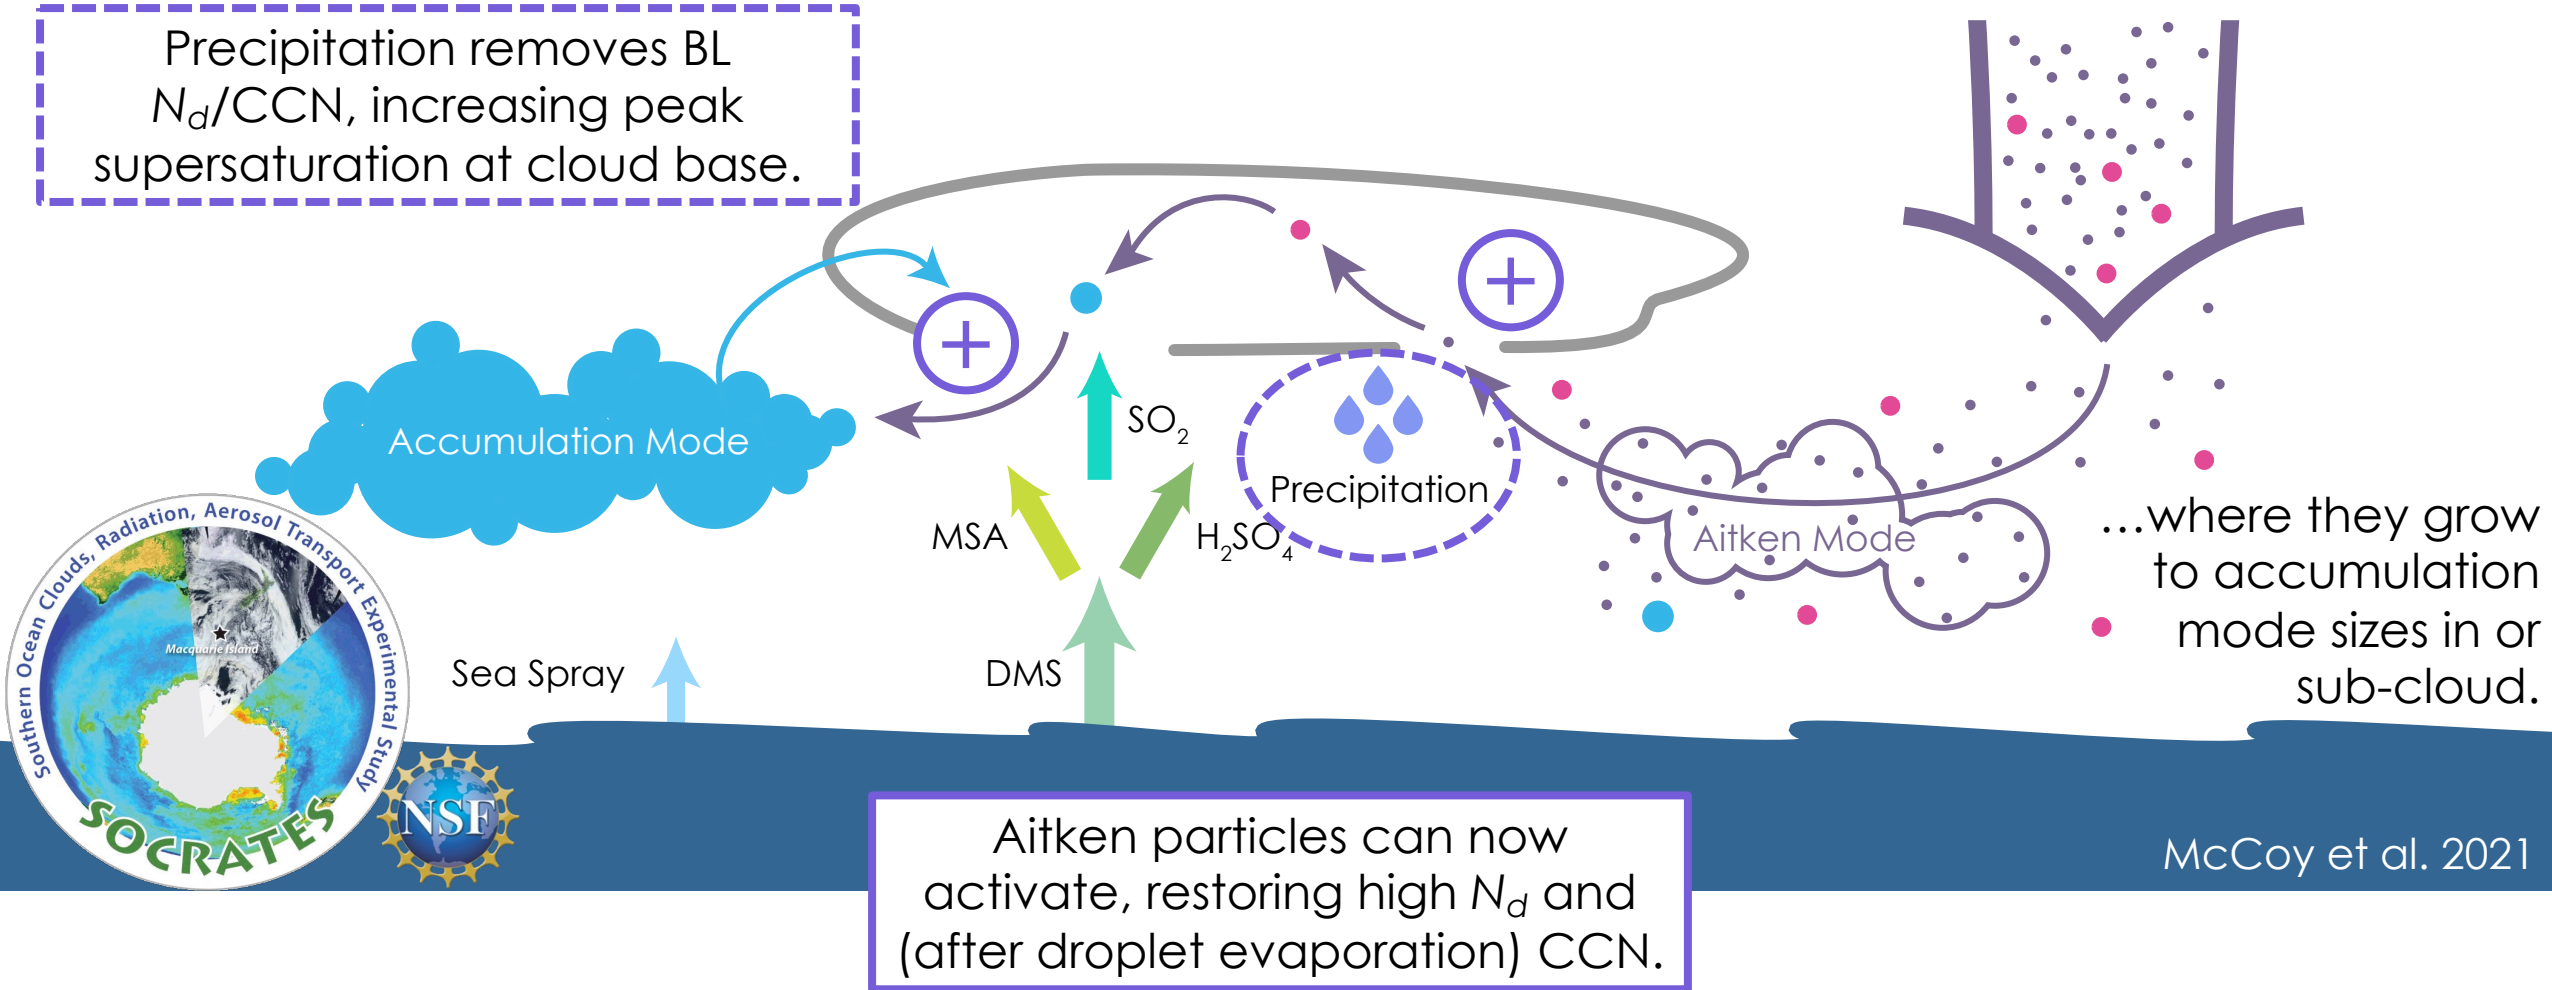 Precipitation removes BL
Nd/CCN, increasing peak
supersaturation at cloud base.
Accumulation Mode
SO2
Precipitation
MSA
H2SO4
Aitken Mode
...where they grow
to accumulation
mode sizes in or
sub-cloud.
Sea Spray
DMS
Southern Ocean Clouds, Radiation, Aerosol Transport Experimental Study
Macquarie Island
SOCRATES
NSF
Aitken particles can now
activate, restoring high Nd and
(after droplet evaporation) CCN.
McCoy et al. 2021